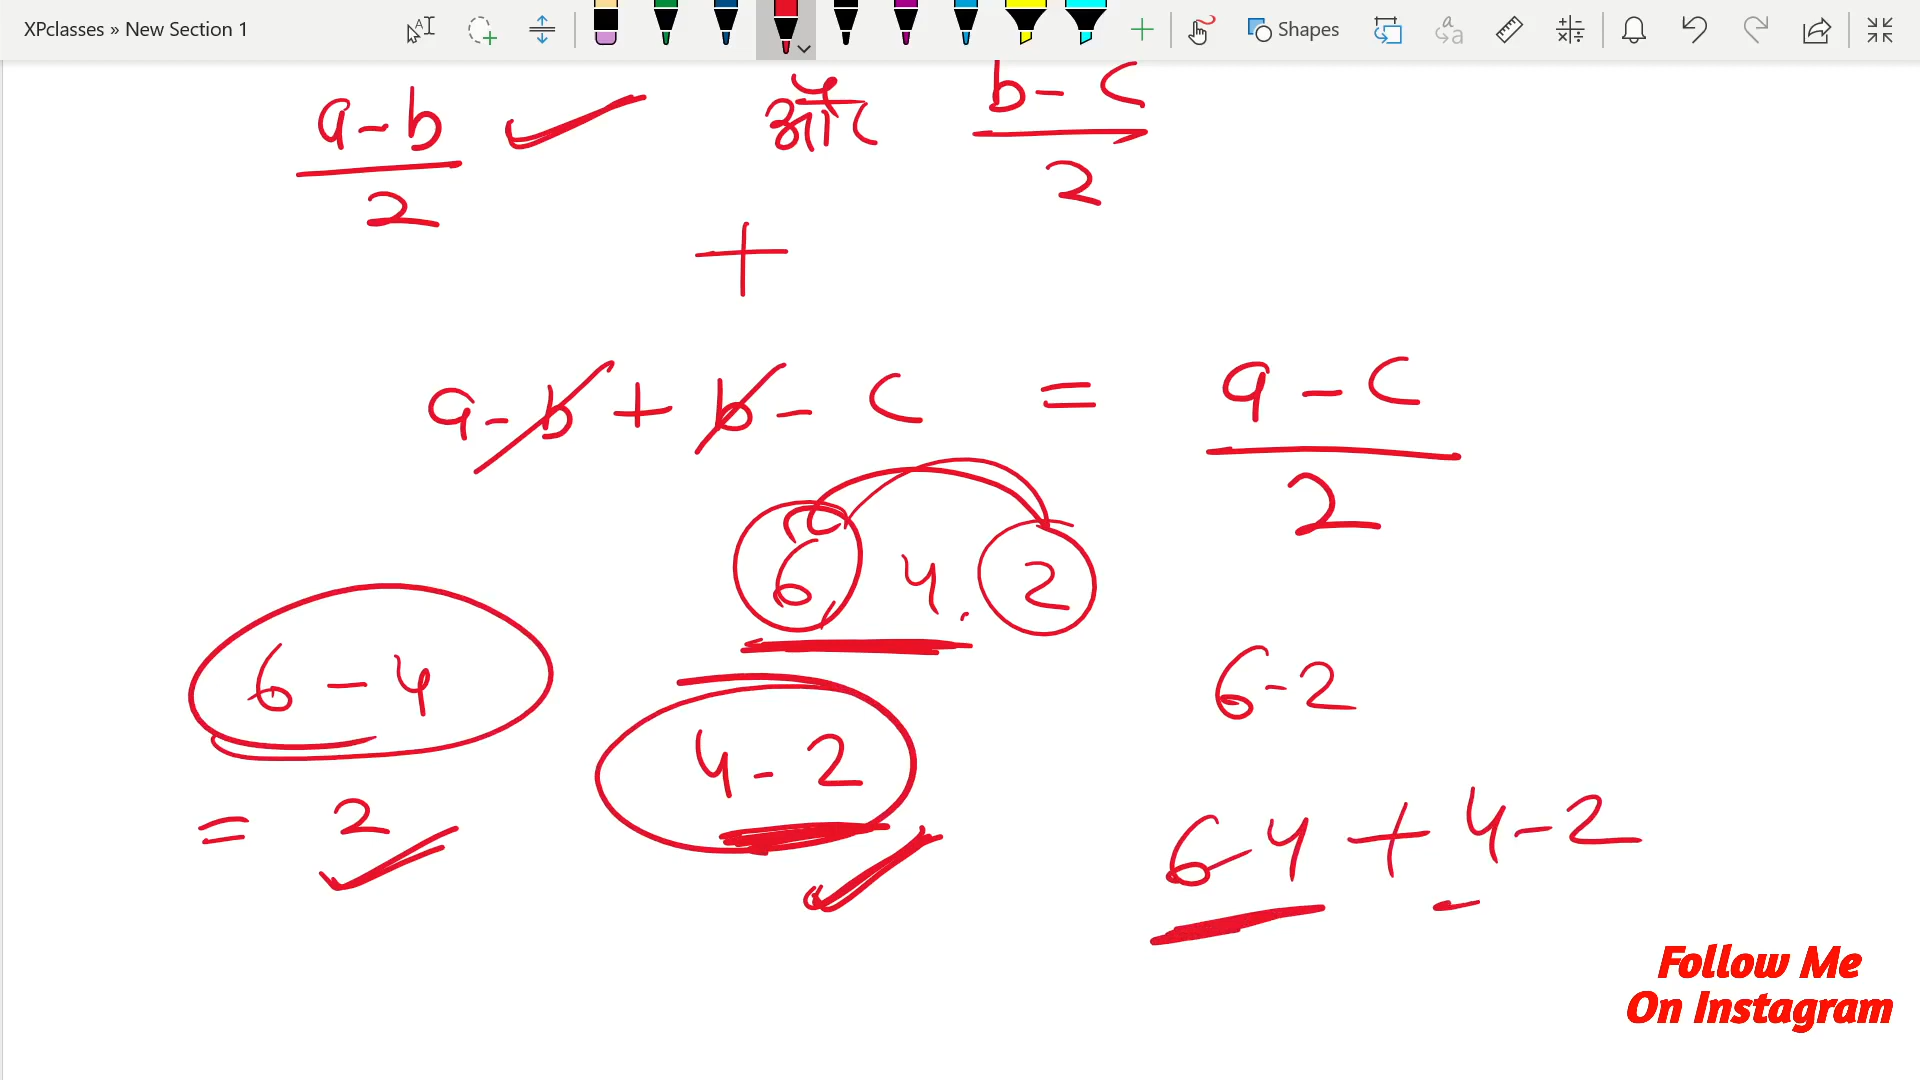 XPclasses » New Section 1
Shapes
a - b / 2 और b - c / 2
+
a - b + b - c = a - c / 2
6, 4, 2
6 - 4
4 - 2
6 - 2
= 2
6-4 + 4-2
Follow Me
On Instagram